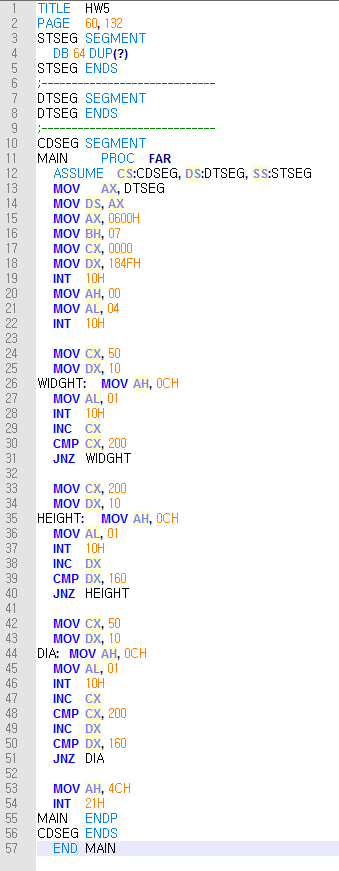 1 TITLE HW5
2 PAGE 60, 132
3 STSEG SEGMENT
4 DB 64 DUP(?)
5 STSEG ENDS
6 ;-----------------------------
7 DTSEG SEGMENT
8 DTSEG ENDS
9 ;-----------------------------
10 CDSEG SEGMENT
11 MAIN PROC FAR
12 ASSUME CS:CDSEG, DS:DTSEG, SS:STSEG
13 MOV AX, DTSEG
14 MOV DS, AX
15 MOV AX, 0600H
16 MOV BH, 07
17 MOV CX, 0000
18 MOV DX, 184FH
19 INT 10H
20 MOV AH, 00
21 MOV AL, 04
22 INT 10H
23
24 MOV CX, 50
25 MOV DX, 10
26 WIDGHT: MOV AH, 0CH
27 MOV AL, 01
28 INT 10H
29 INC CX
30 CMP CX, 200
31 JNZ WIDGHT
32
33 MOV CX, 200
34 MOV DX, 10
35 HEIGHT: MOV AH, 0CH
36 MOV AL, 01
37 INT 10H
38 INC DX
39 CMP DX, 160
40 JNZ HEIGHT
41
42 MOV CX, 50
43 MOV DX, 10
44 DIA: MOV AH, 0CH
45 MOV AL, 01
46 INT 10H
47 INC CX
48 CMP CX, 200
49 INC DX
50 CMP DX, 160
51 JNZ DIA
52
53 MOV AH, 4CH
54 INT 21H
55 MAIN ENDP
56 CDSEG ENDS
57 END MAIN